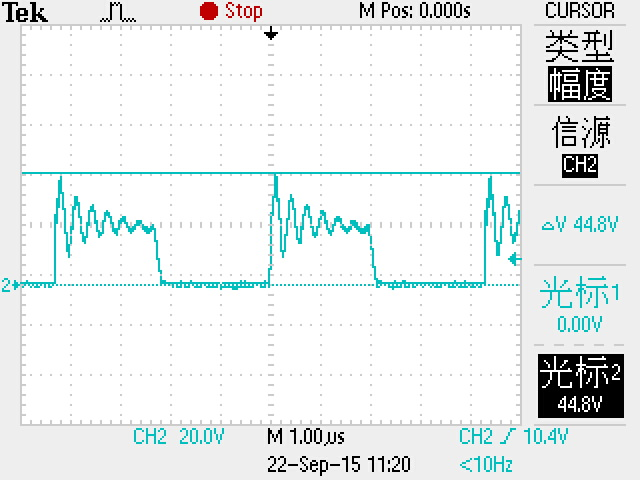 Tek
Stop
M Pos: 0.000s
CURSOR
类型
幅度
信源
CH2
△V 44.8V
光标1
0.00V
光标2
44.8V
2
CH2 20.0V
M 1.00µs
CH2 10.4V
22-Sep-15 11:20
<10Hz